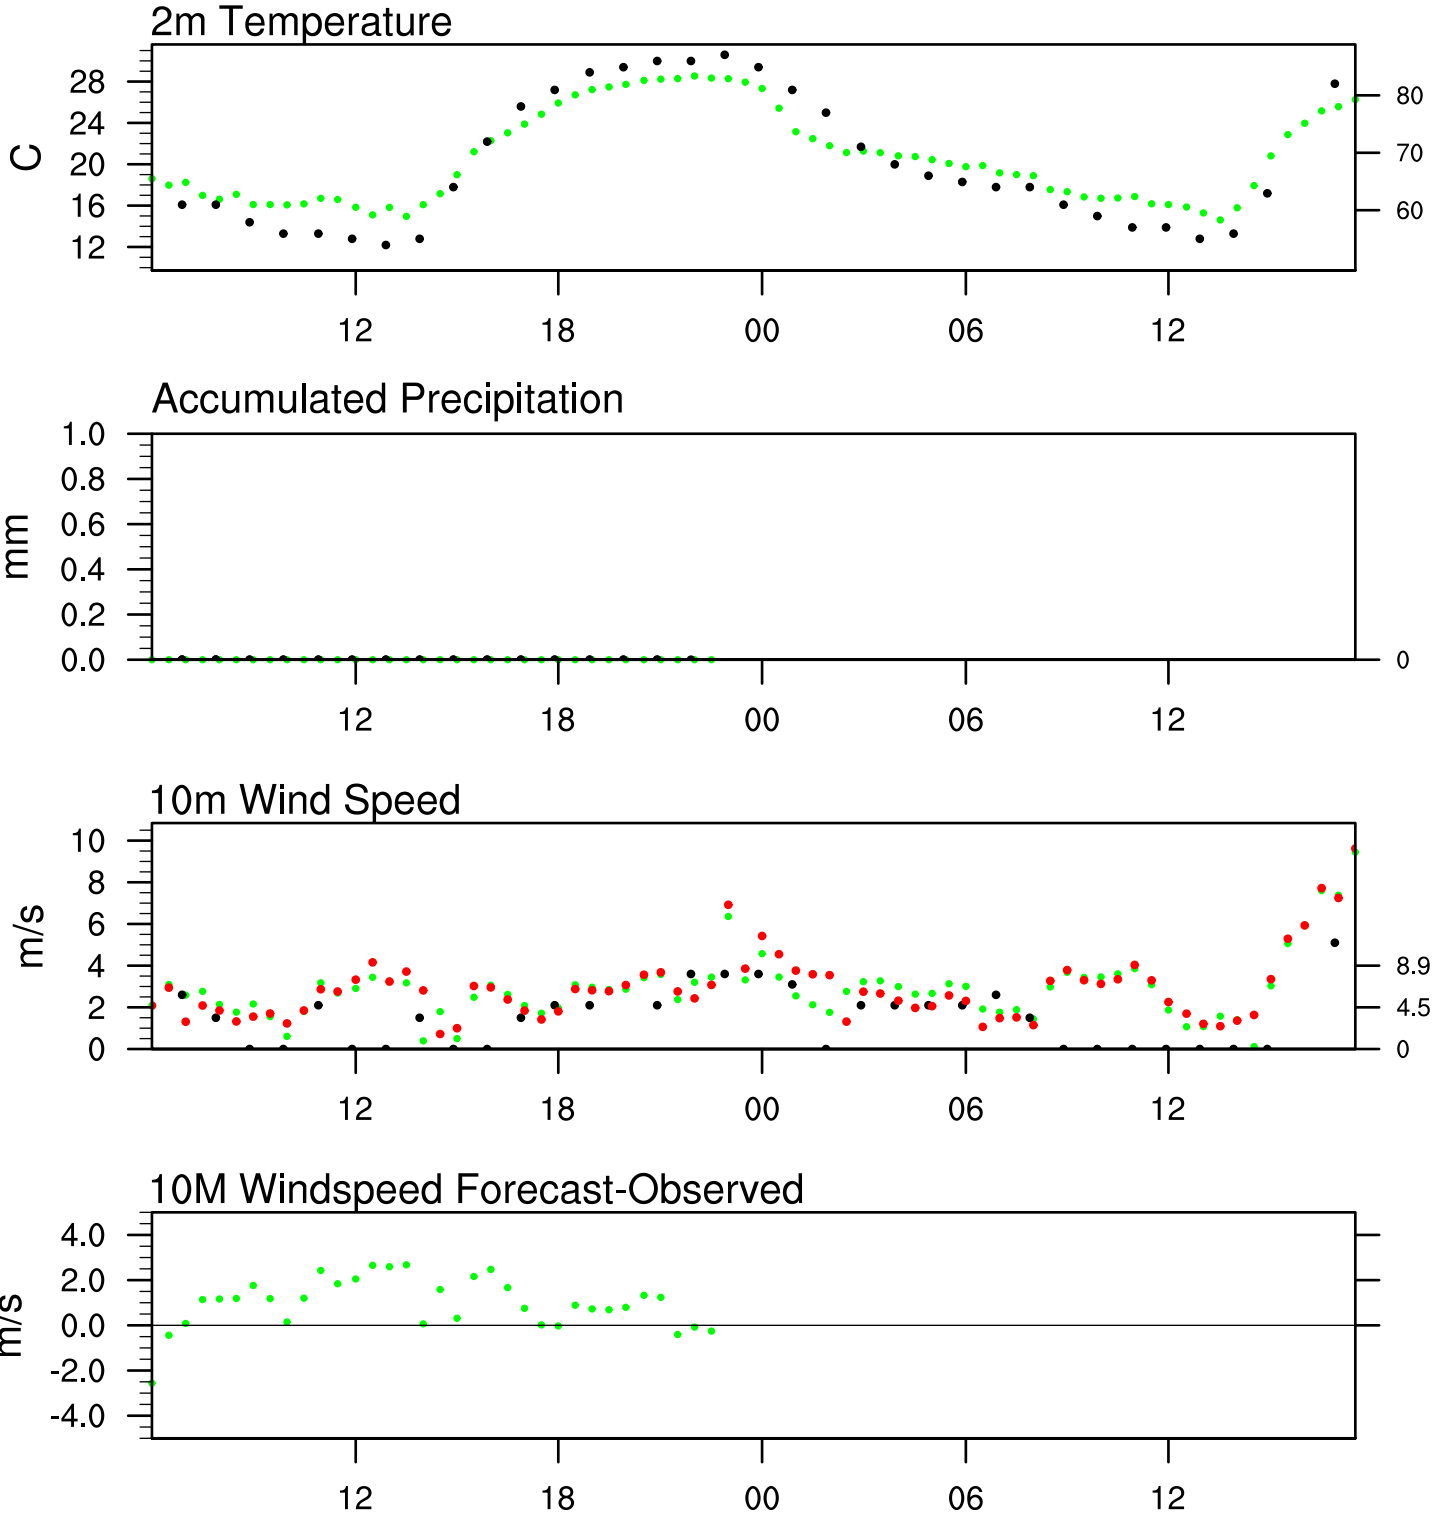 2m Temperature
28
24
20
16
12
C
80
70
60
12 18 00 06 12
Accumulated Precipitation
1.0
0.8
0.6
0.4
0.2
0.0
mm
0
12 18 00 06 12
10m Wind Speed
10
8
6
4
2
0
m/s
8.9
4.5
0
12 18 00 06 12
10M Windspeed Forecast-Observed
4.0
2.0
0.0
-2.0
-4.0
m/s
12 18 00 06 12